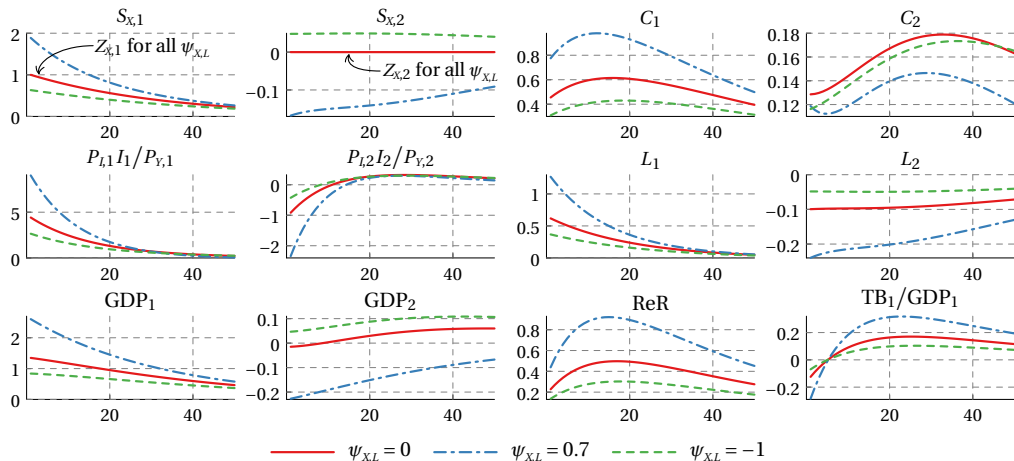 S_{X,1} S_{X,2} C_1 C_2
2 1 0
Z_{X,1} for all ψ_{X,L}
20 40
0 −0.1
Z_{X,2} for all ψ_{X,L}
20 40
0.8 0.6 0.4
20 40
0.18 0.16 0.14 0.12
20 40
P_{I,1}I_1/P_{Y,1} P_{I,2}I_2/P_{Y,2} L_1 L_2
5 0
20 40
0 −1 −2
20 40
1 0.5 0
20 40
0 −0.1 −0.2
20 40
GDP_1 GDP_2 ReR TB_1/GDP_1
2 1 0
20 40
0.1 0 −0.1 −0.2
20 40
0.8 0.6 0.4 0.2
20 40
0.2 0 −0.2
20 40
ψ_{X,L} = 0 ψ_{X,L} = 0.7 ψ_{X,L} = −1